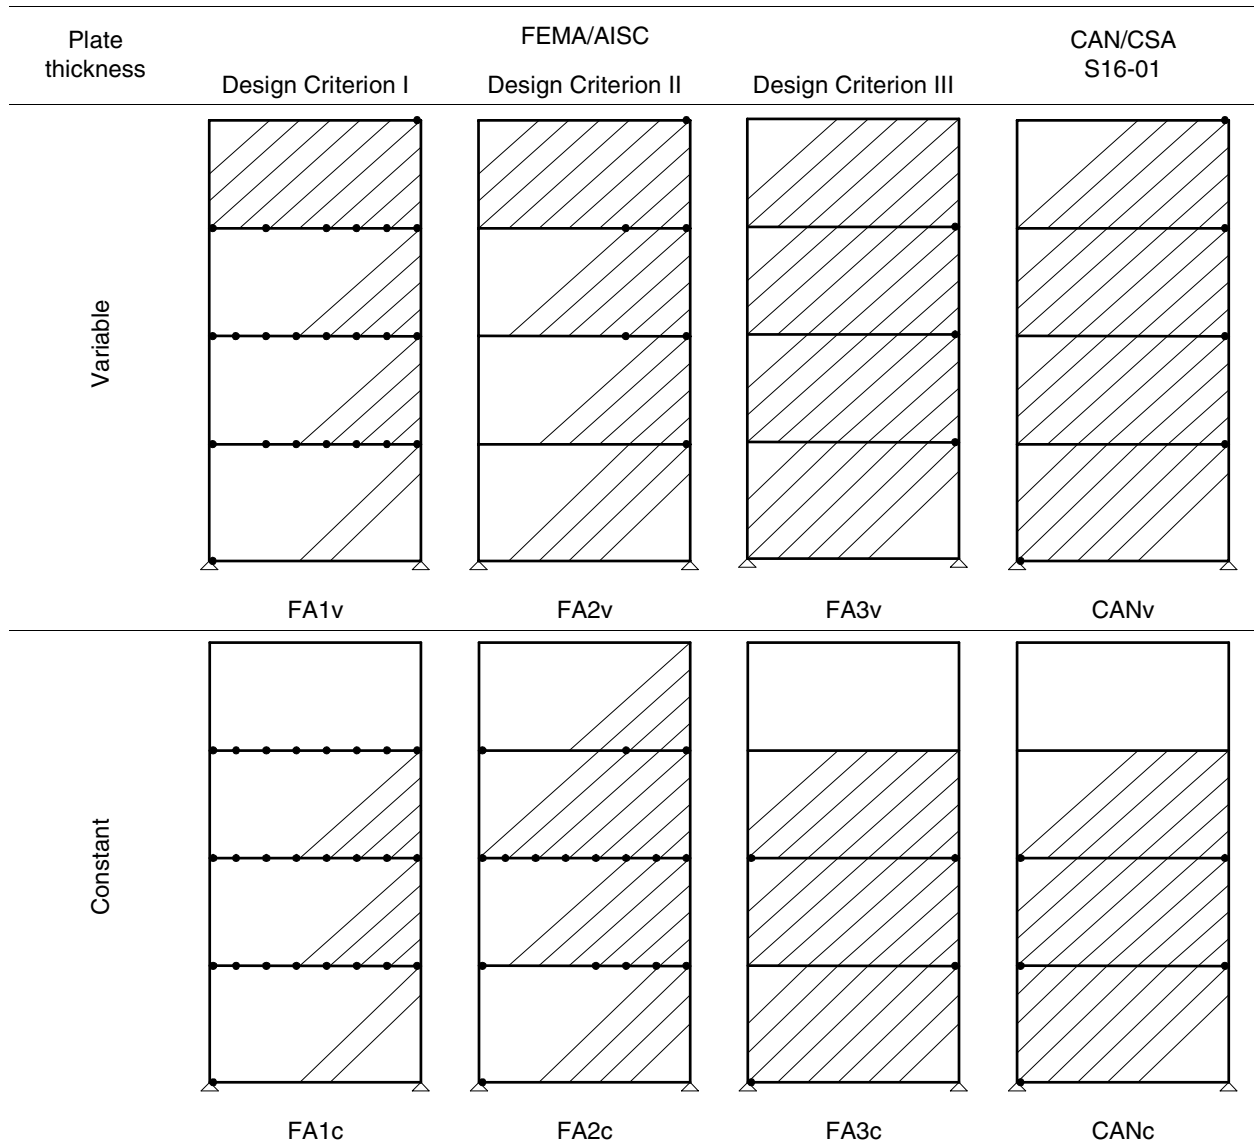 Plate
thickness
FEMA/AISC
CAN/CSA
S16-01
Design Criterion I
Design Criterion II
Design Criterion III
Variable
FA1v
FA2v
FA3v
CANv
Constant
FA1c
FA2c
FA3c
CANc